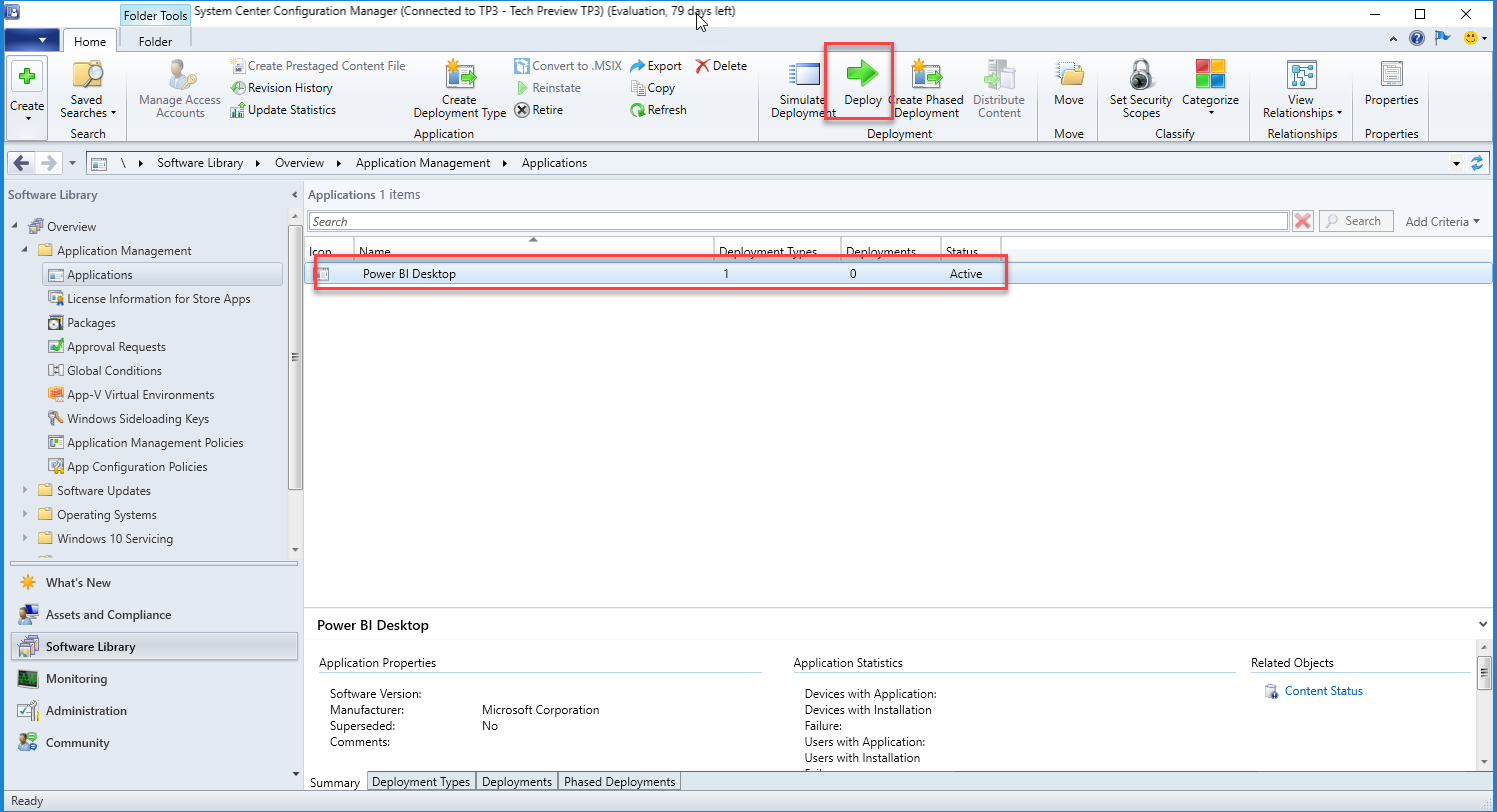 Folder Tools
System Center Configuration Manager (Connected to TP3 - Tech Preview TP3) (Evaluation, 79 days left)
Home
Folder
Create
Saved Searches
Search
Manage Access Accounts
Create Prestaged Content File
Revision History
Update Statistics
Create Deployment Type
Convert to .MSIX
Reinstate
Retire
Export
Copy
Refresh
Delete
Application
Simulate Deployment
Deploy
Create Phased Deployment
Distribute Content
Deployment
Move
Move
Set Security Scopes
Categorize
Classify
View Relationships
Relationships
Properties
Properties
\ Software Library Overview Application Management Applications
Software Library
Overview
Application Management
Applications
License Information for Store Apps
Packages
Approval Requests
Global Conditions
App-V Virtual Environments
Windows Sideloading Keys
Application Management Policies
App Configuration Policies
Software Updates
Operating Systems
Windows 10 Servicing
What's New
Assets and Compliance
Software Library
Monitoring
Administration
Community
Applications 1 items
Search
Search
Add Criteria
Icon Name Deployment Types Deployments Status
Power BI Desktop 1 0 Active
Power BI Desktop
Application Properties
Software Version:
Manufacturer: Microsoft Corporation
Superseded: No
Comments:
Application Statistics
Devices with Application:
Devices with Installation
Failure:
Users with Application:
Users with Installation
Related Objects
Content Status
Summary Deployment Types Deployments Phased Deployments
Ready